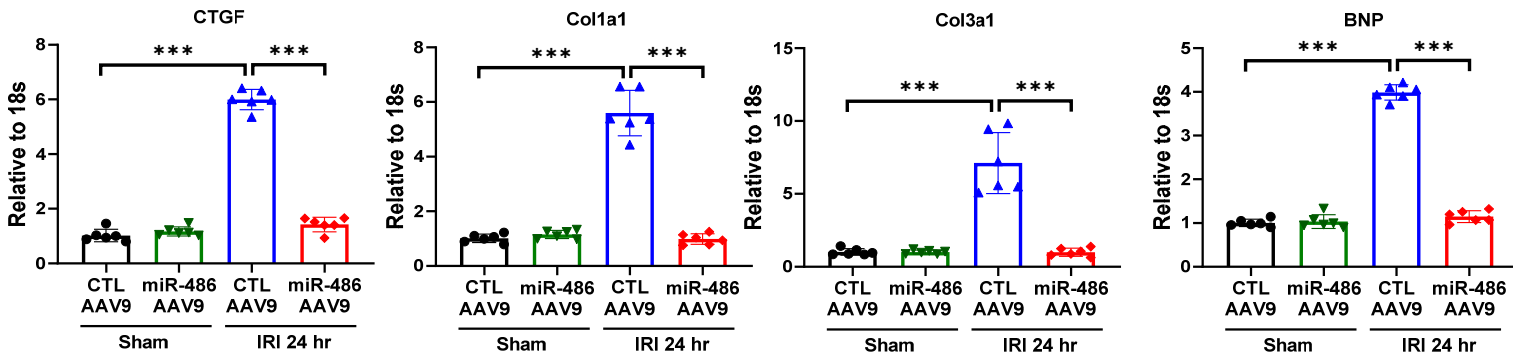 CTGF
Relative to 18s
8
6
4
2
0
***
***
CTL
AAV9
miR-486
AAV9
CTL
AAV9
miR-486
AAV9
Sham
IRI 24 hr
Col1a1
Relative to 18s
8
6
4
2
0
***
***
CTL
AAV9
miR-486
AAV9
CTL
AAV9
miR-486
AAV9
Sham
IRI 24 hr
Col3a1
Relative to 18s
15
10
5
0
***
***
CTL
AAV9
miR-486
AAV9
CTL
AAV9
miR-486
AAV9
Sham
IRI 24 hr
BNP
Relative to 18s
5
4
3
2
1
0
***
***
CTL
AAV9
miR-486
AAV9
CTL
AAV9
miR-486
AAV9
Sham
IRI 24 hr